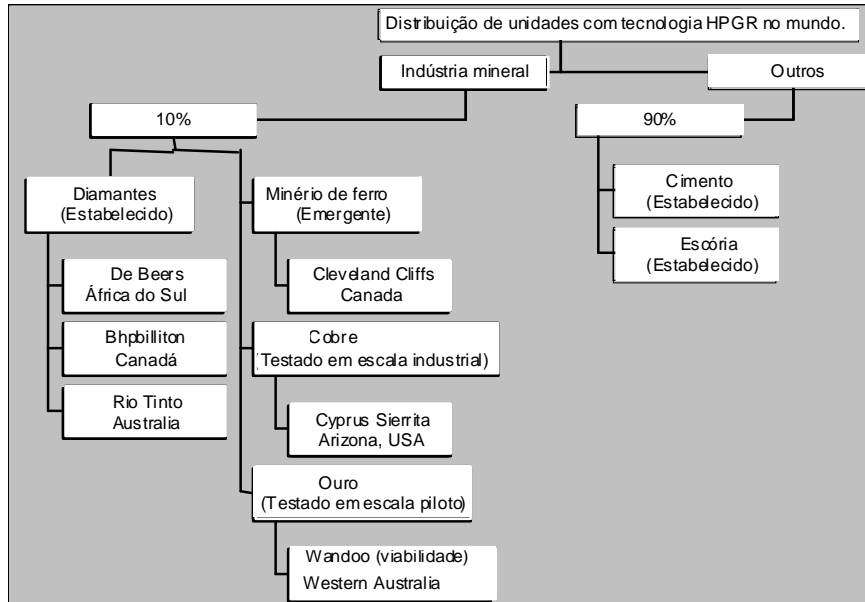 Distribuição de unidades com tecnologia HPGR no mundo.
Indústria mineral
Outros
10%
90%
Diamantes
(Estabelecido)
De Beers
África do Sul
Bhpbilliton
Canadá
Rio Tinto
Australia
Minério de ferro
(Emergente)
Cleveland Cliffs
Canada
Cobre
(Testado em escala industrial)
Cyprus Sierrita
Arizona, USA
Ouro
(Testado em escala piloto)
Wandoo (viabilidade)
Western Australia
Cimento
(Estabelecido)
Escória
(Estabelecido)